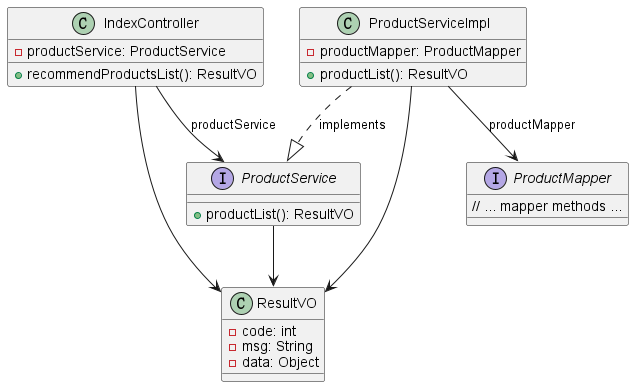 C IndexController
productService: ProductService
recommendProductsList(): ResultVO
C ProductServiceImpl
productMapper: ProductMapper
productList(): ResultVO
productService
implements
productMapper
I ProductService
productList(): ResultVO
I ProductMapper
// ... mapper methods ...
C ResultVO
code: int
msg: String
data: Object